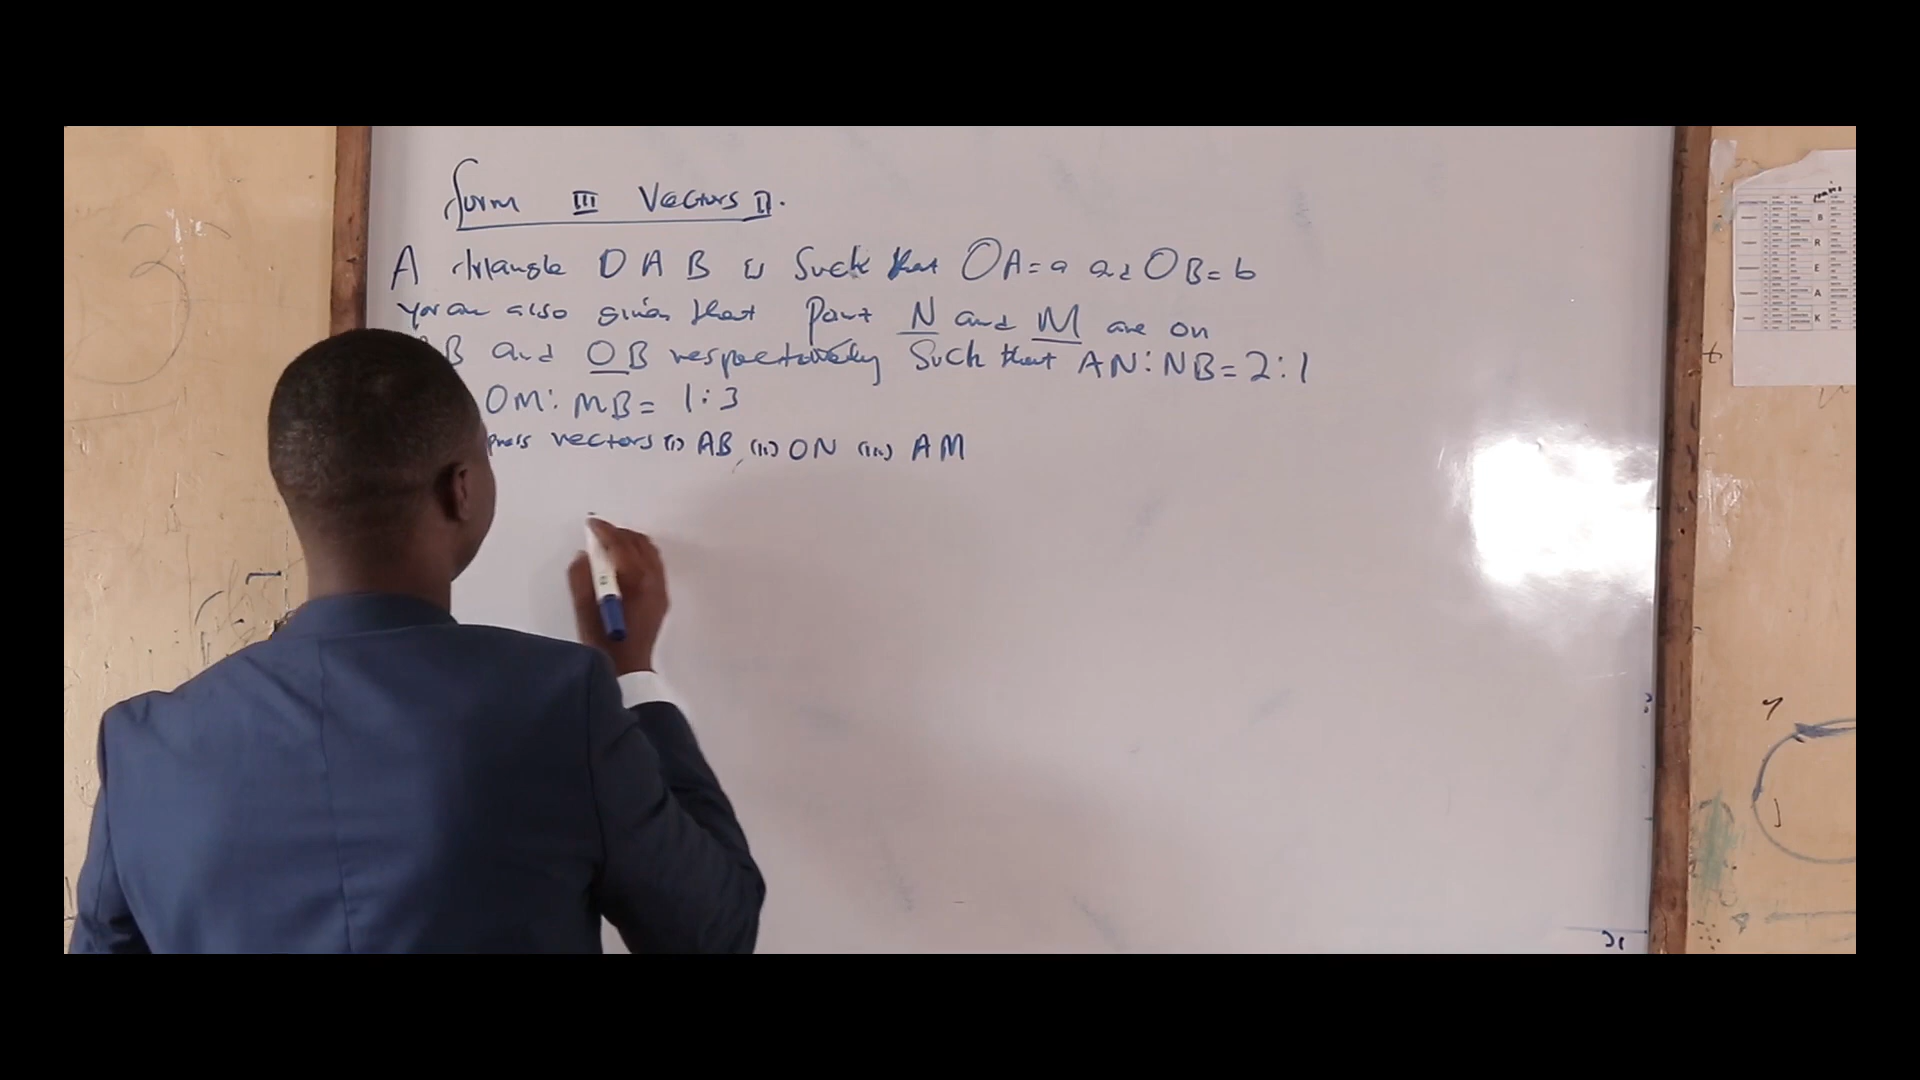 form III Vectors II.
A triangle OAB is such that OA=a and OB=b
you are also given that Point N and M are on
AB and OB respectively such that AN:NB=2:1
OM:MB= 1:3
press vectors (i) AB, (ii) ON (iii) AM
B
R
E
A
K